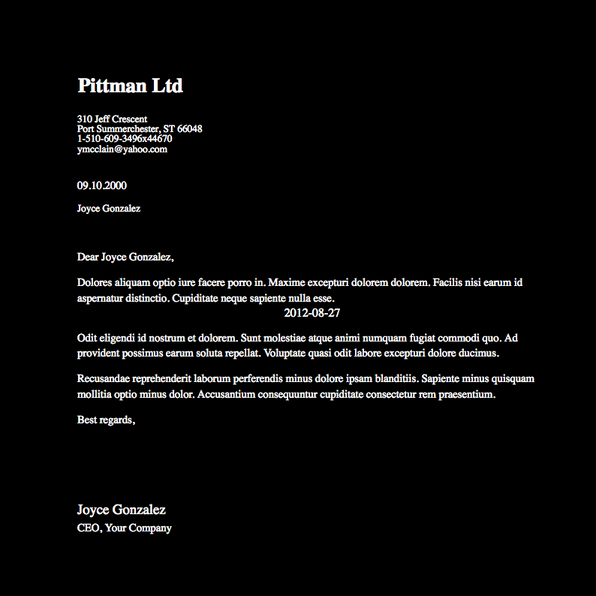 Pittman Ltd
310 Jeff Crescent
Port Summerchester, ST 66048
1-510-609-3496x44670
ymcclain@yahoo.com
09.10.2000
Joyce Gonzalez
Dear Joyce Gonzalez,
Dolores aliquam optio iure facere porro in. Maxime excepturi dolorem dolorem. Facilis nisi earum id
aspernatur distinctio. Cupiditate neque sapiente nulla esse.
2012-08-27
Odit eligendi id nostrum et dolorem. Sunt molestiae atque animi numquam fugiat commodi quo. Ad
provident possimus earum soluta repellat. Voluptate quasi odit labore excepturi dolore ducimus.
Recusandae reprehenderit laborum perferendis minus dolore ipsam blanditiis. Sapiente minus quisquam
mollitia optio minus dolor. Accusantium consequuntur cupiditate consectetur rem praesentium.
Best regards,
Joyce Gonzalez
CEO, Your Company